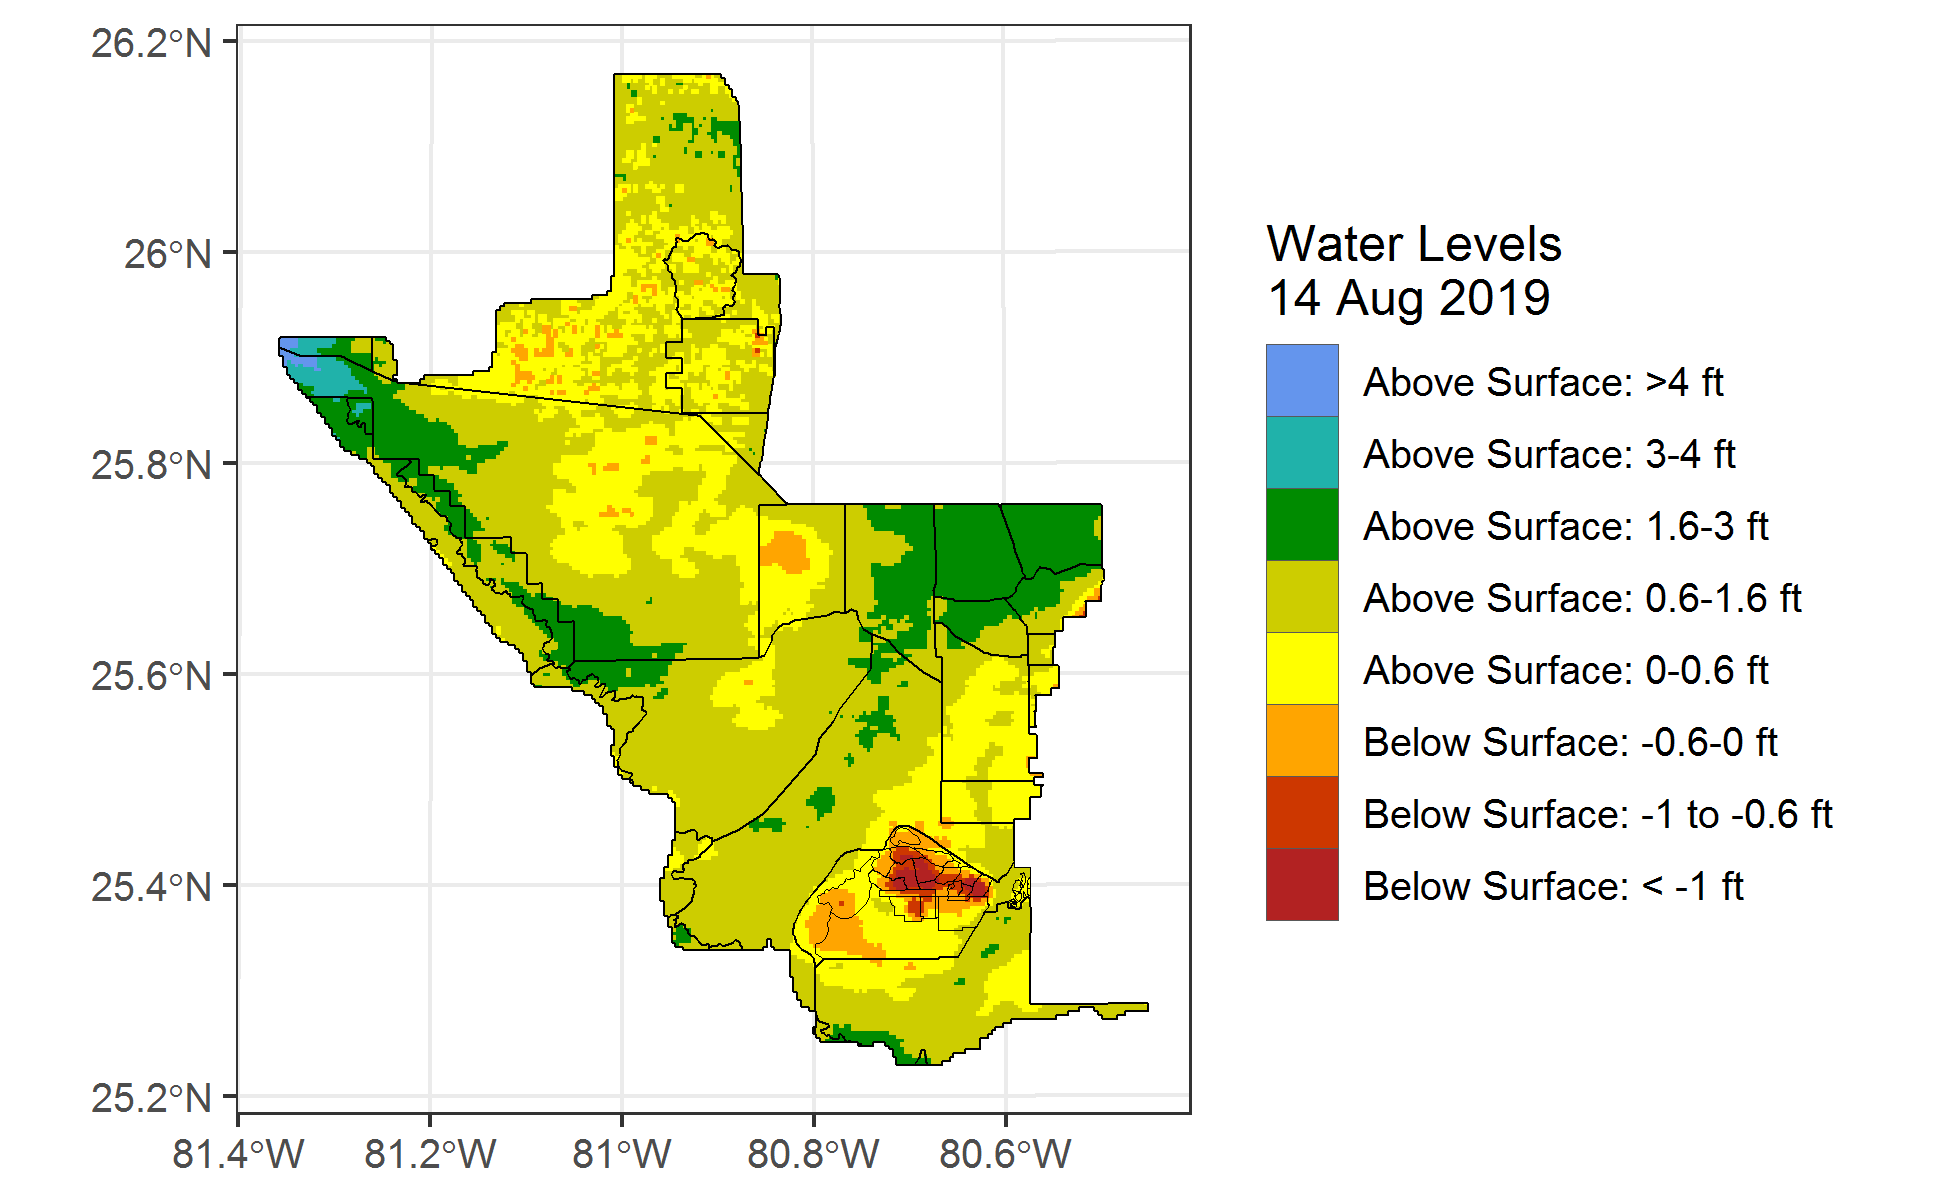 26.2°N
26°N
25.8°N
25.6°N
25.4°N
25.2°N
81.4°W
81.2°W
81°W
80.8°W
80.6°W
Water Levels
14 Aug 2019
Above Surface: >4 ft
Above Surface: 3-4 ft
Above Surface: 1.6-3 ft
Above Surface: 0.6-1.6 ft
Above Surface: 0-0.6 ft
Below Surface: -0.6-0 ft
Below Surface: -1 to -0.6 ft
Below Surface: < -1 ft